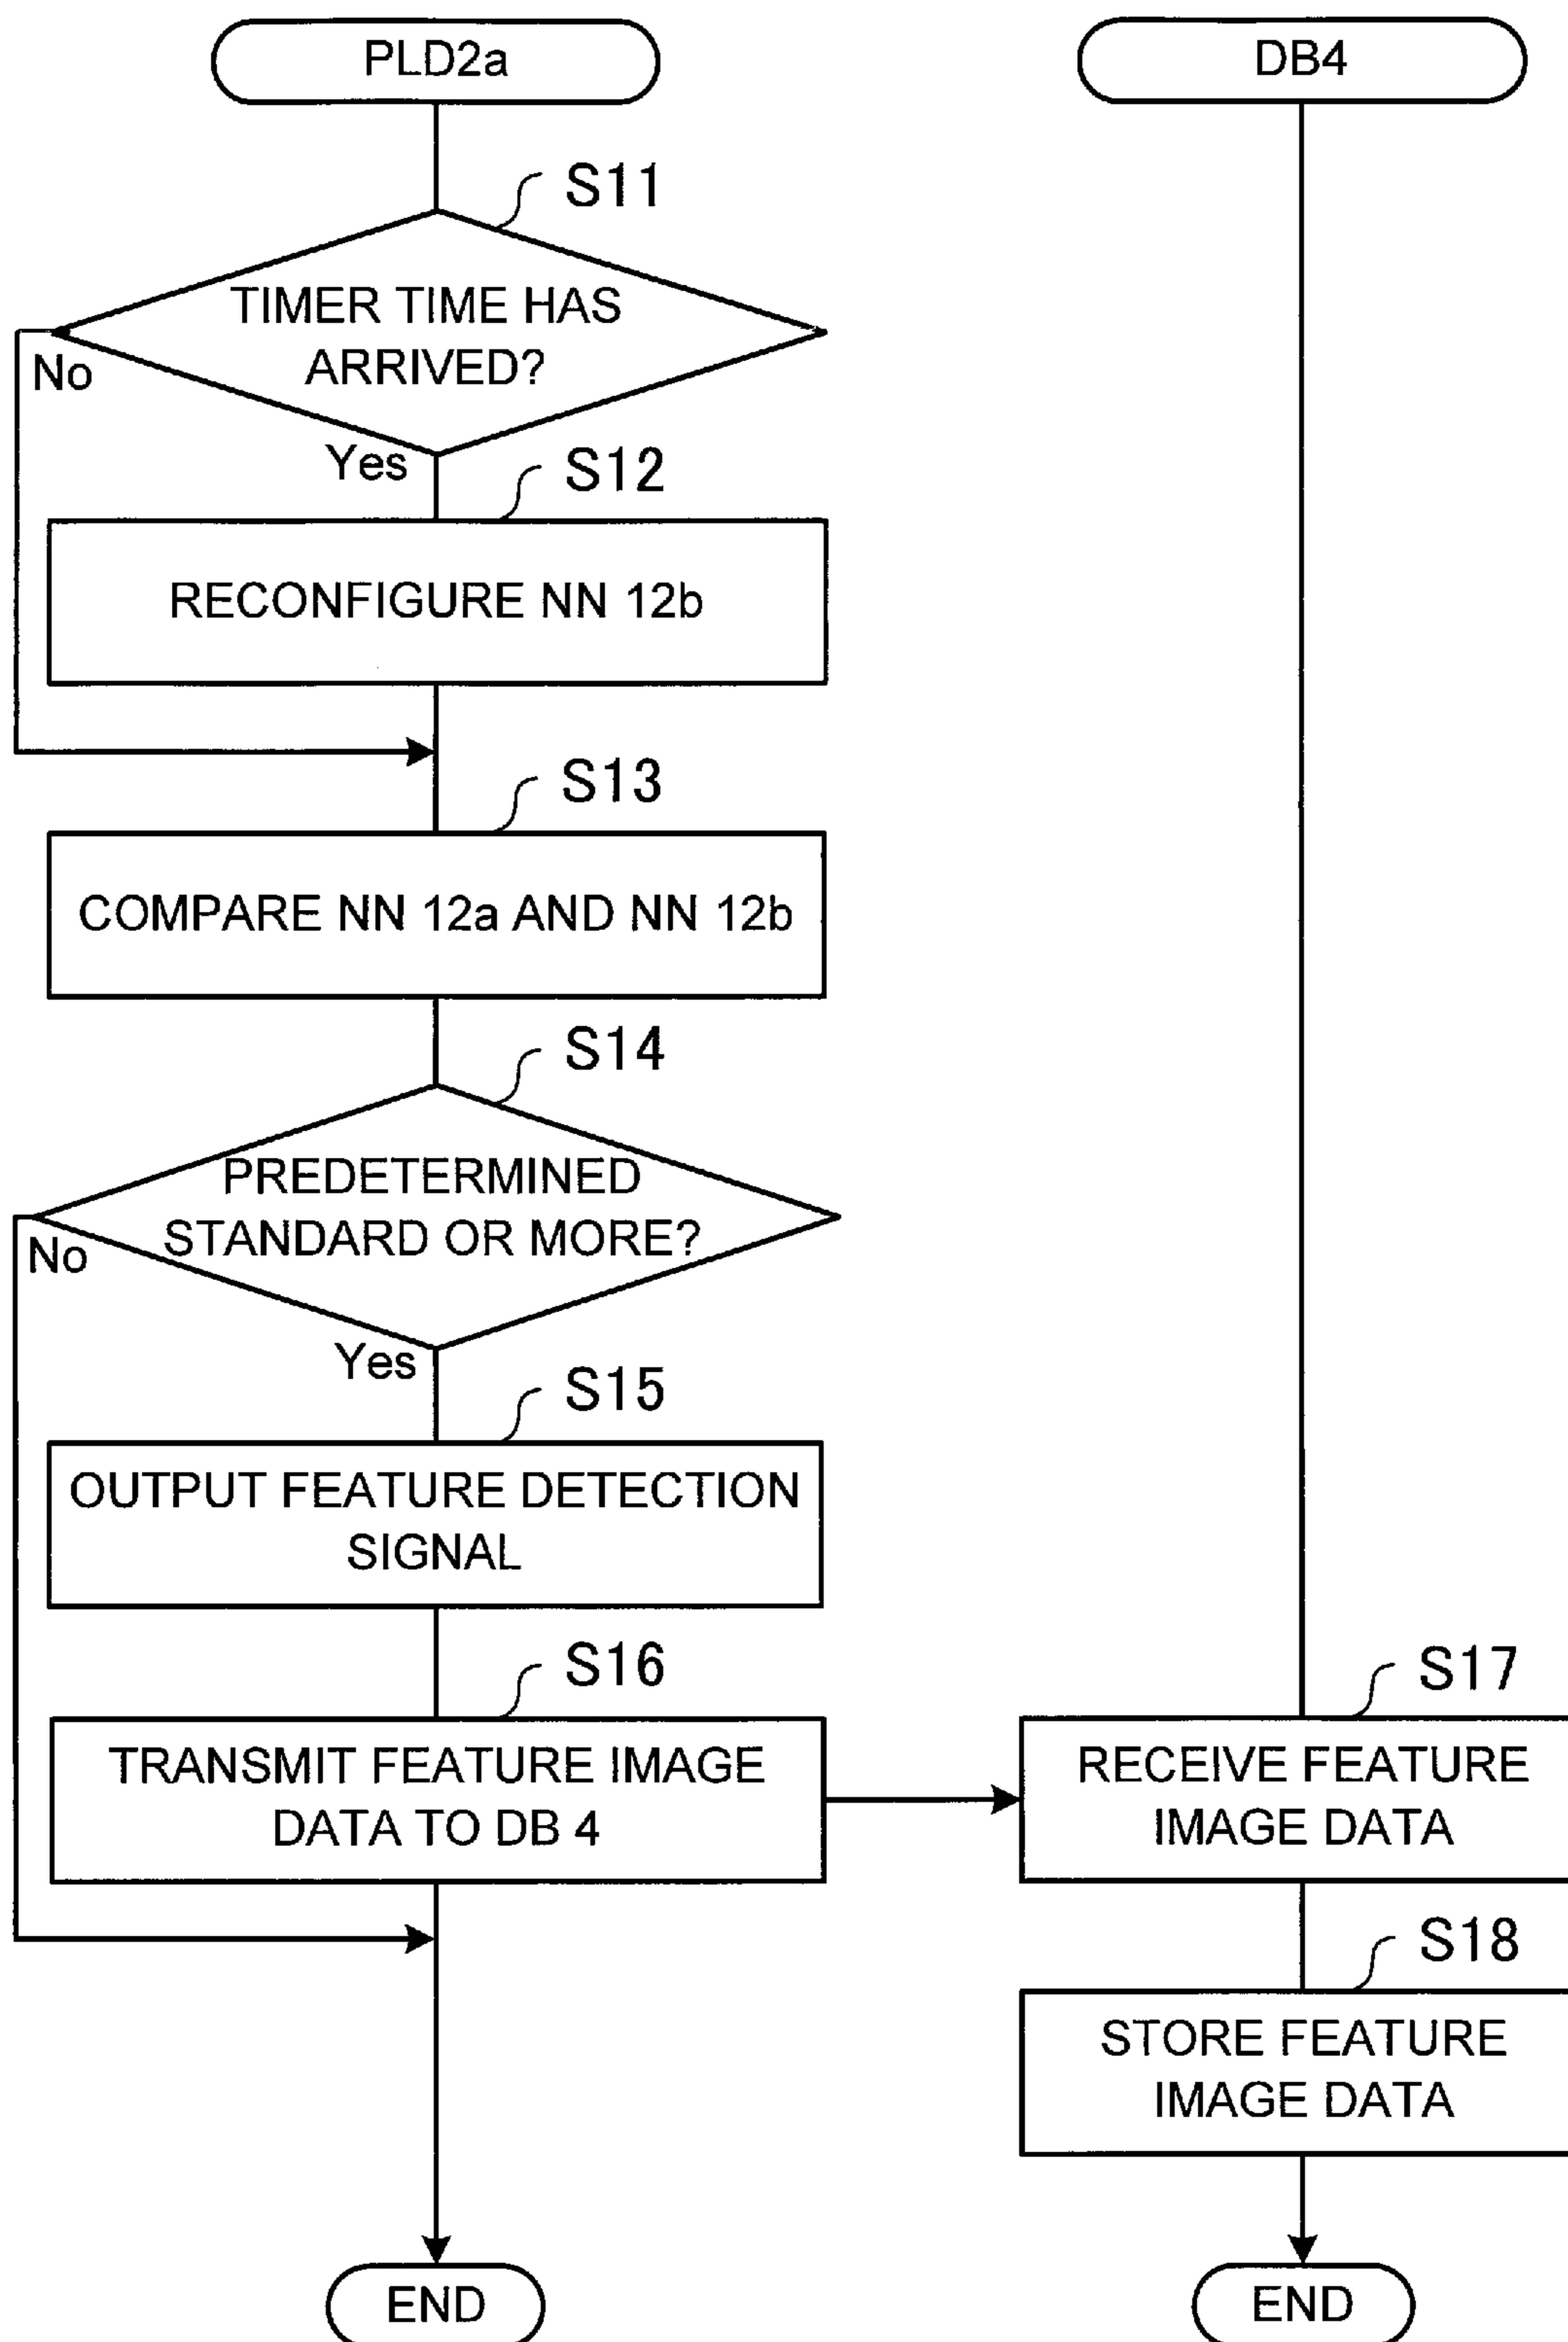 PLD2a
DB4
S11
TIMER TIME HAS
ARRIVED?
No
Yes
S12
RECONFIGURE NN 12b
S13
COMPARE NN 12a AND NN 12b
S14
PREDETERMINED
STANDARD OR MORE?
No
Yes
S15
OUTPUT FEATURE DETECTION
SIGNAL
S16
TRANSMIT FEATURE IMAGE
DATA TO DB 4
S17
RECEIVE FEATURE
IMAGE DATA
S18
STORE FEATURE
IMAGE DATA
END
END